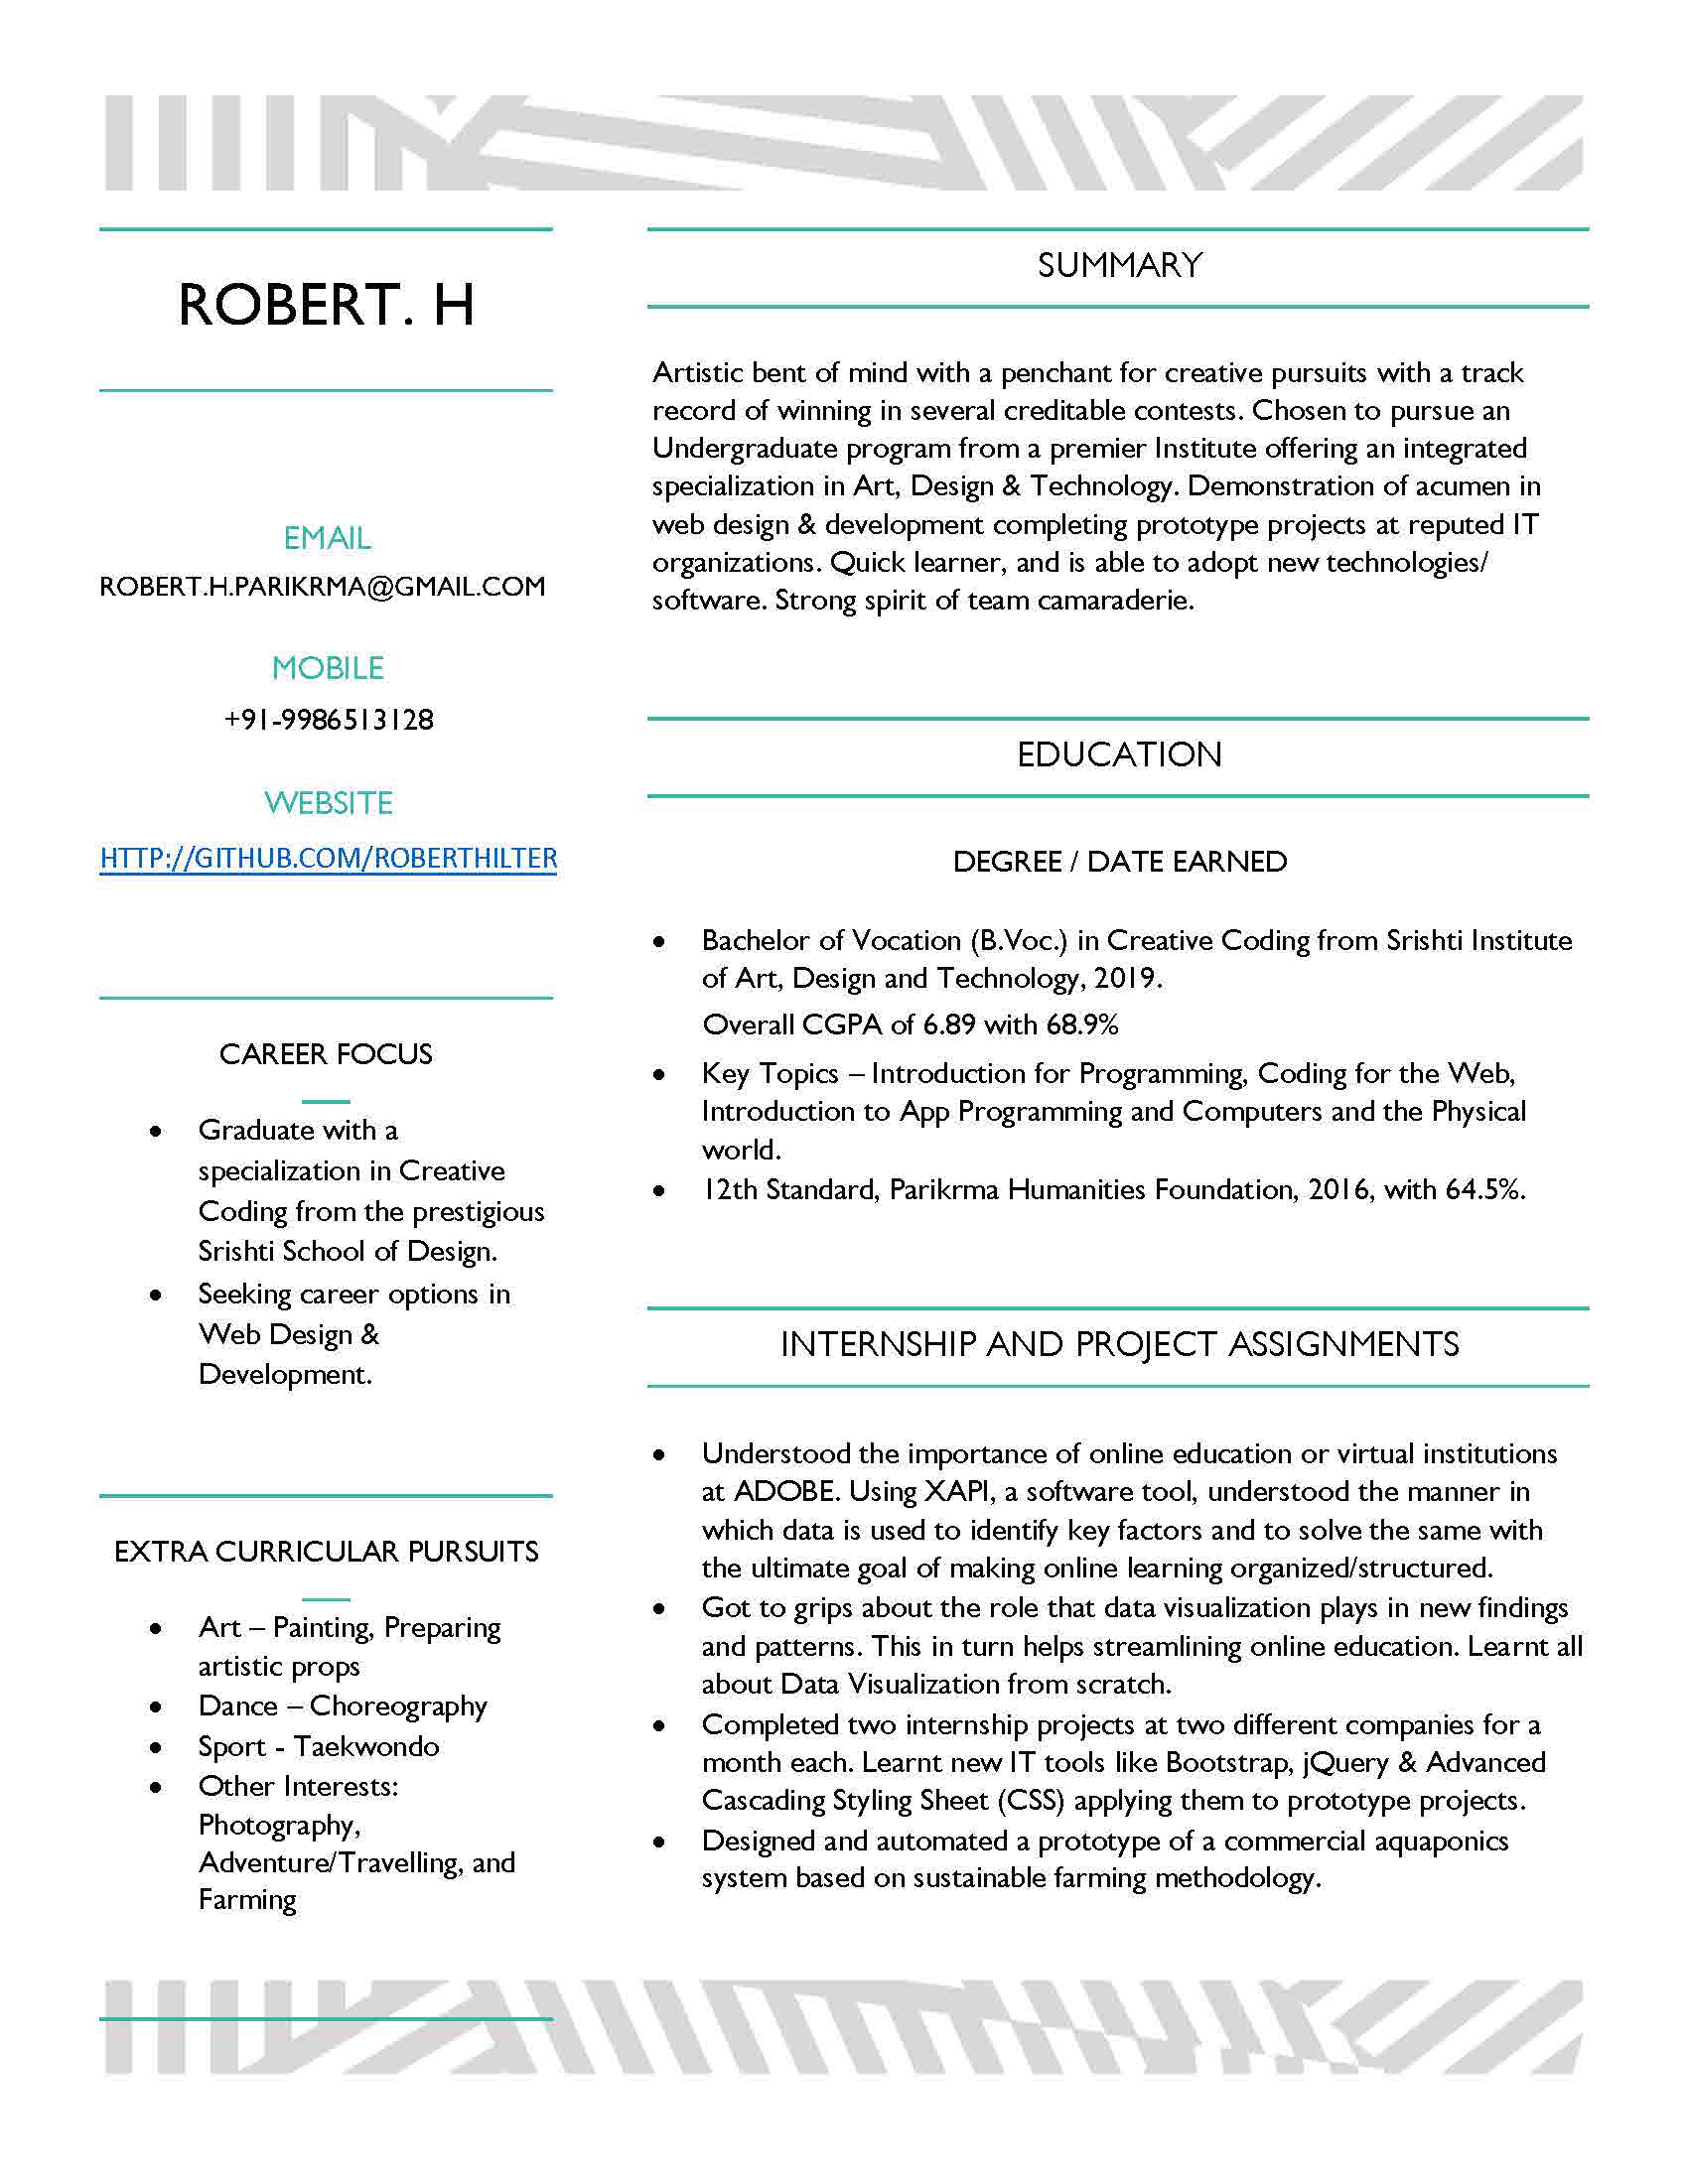 ROBERT. H
EMAIL
ROBERT.H.PARIKRMA@GMAIL.COM
MOBILE
+91-9986513128
WEBSITE
HTTP://GITHUB.COM/ROBERTHILTER
CAREER FOCUS
• Graduate with a
specialization in Creative
Coding from the prestigious
Srishti School of Design.
• Seeking career options in
Web Design &
Development.
EXTRA CURRICULAR PURSUITS
• Art – Painting, Preparing
artistic props
• Dance – Choreography
• Sport - Taekwondo
• Other Interests:
Photography,
Adventure/Travelling, and
Farming
SUMMARY
Artistic bent of mind with a penchant for creative pursuits with a track
record of winning in several creditable contests. Chosen to pursue an
Undergraduate program from a premier Institute offering an integrated
specialization in Art, Design & Technology. Demonstration of acumen in
web design & development completing prototype projects at reputed IT
organizations. Quick learner, and is able to adopt new technologies/
software. Strong spirit of team camaraderie.
EDUCATION
DEGREE / DATE EARNED
• Bachelor of Vocation (B.Voc.) in Creative Coding from Srishti Institute
of Art, Design and Technology, 2019.
Overall CGPA of 6.89 with 68.9%
• Key Topics – Introduction for Programming, Coding for the Web,
Introduction to App Programming and Computers and the Physical
world.
• 12th Standard, Parikrma Humanities Foundation, 2016, with 64.5%.
INTERNSHIP AND PROJECT ASSIGNMENTS
• Understood the importance of online education or virtual institutions
at ADOBE. Using XAPI, a software tool, understood the manner in
which data is used to identify key factors and to solve the same with
the ultimate goal of making online learning organized/structured.
• Got to grips about the role that data visualization plays in new findings
and patterns. This in turn helps streamlining online education. Learnt all
about Data Visualization from scratch.
• Completed two internship projects at two different companies for a
month each. Learnt new IT tools like Bootstrap, jQuery & Advanced
Cascading Styling Sheet (CSS) applying them to prototype projects.
• Designed and automated a prototype of a commercial aquaponics
system based on sustainable farming methodology.